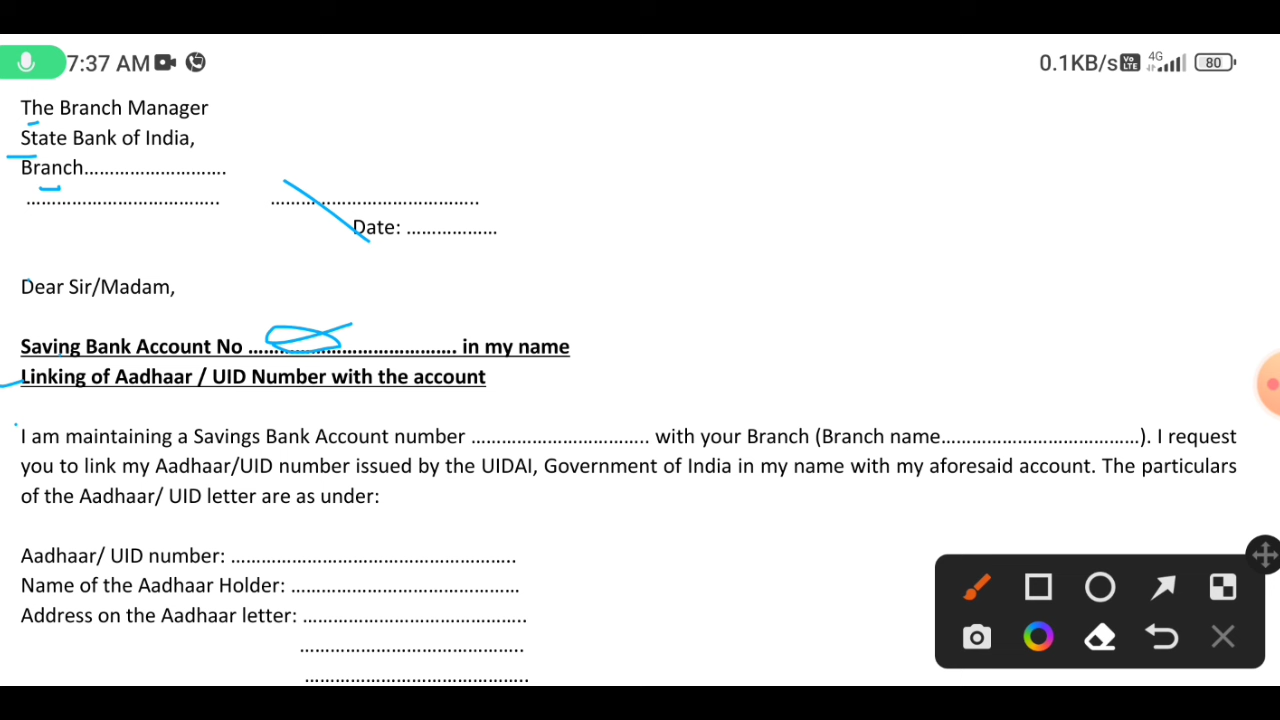 7:37 AM
0.1KB/s Vo LTE 4G 80
The Branch Manager
State Bank of India,
Branch……………………….
……………………………….. ………………………………..
Date: ………………
Dear Sir/Madam,
Saving Bank Account No ………………………………. in my name
Linking of Aadhaar / UID Number with the account
I am maintaining a Savings Bank Account number …………………………….. with your Branch (Branch name…………………………………). I request
you to link my Aadhaar/UID number issued by the UIDAI, Government of India in my name with my aforesaid account. The particulars
of the Aadhaar/ UID letter are as under:
Aadhaar/ UID number: ………………………………………………..
Name of the Aadhaar Holder: ………………………………………
Address on the Aadhaar letter: ……………………………………..
……………………………………..
……………………………………..